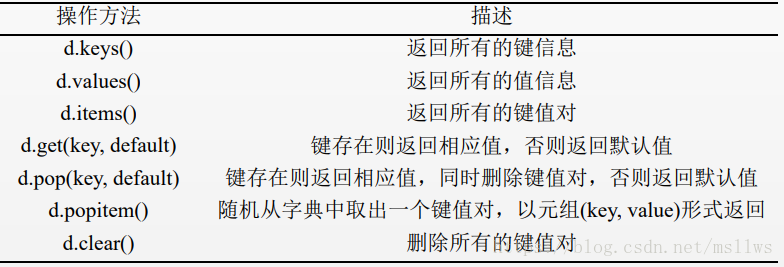 操作方法 描述
d.keys() 返回所有的键信息
d.values() 返回所有的值信息
d.items() 返回所有的键值对
d.get(key, default) 键存在则返回相应值，否则返回默认值
d.pop(key, default) 键存在则返回相应值，同时删除键值对，否则返回默认值
d.popitem() 随机从字典中取出一个键值对，以元组(key, value)形式返回
d.clear() 删除所有的键值对
https://blog.csdn.net/msllws